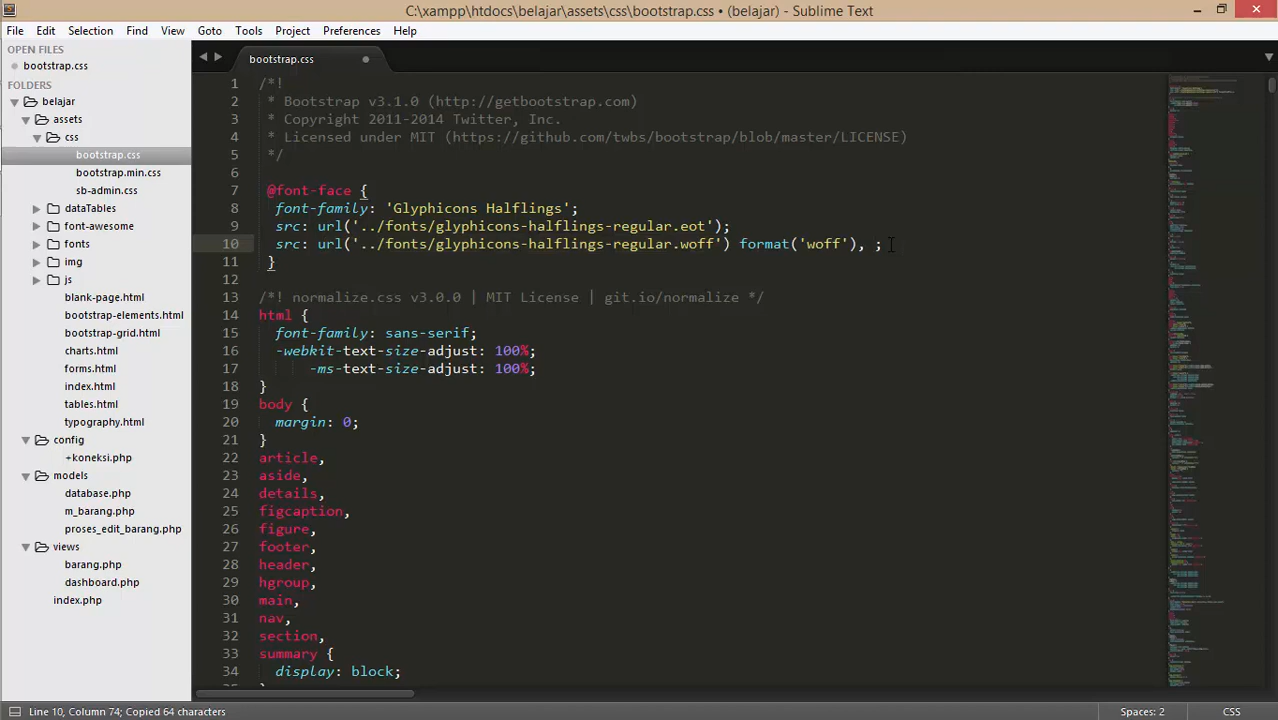 C:\xampp\htdocs\belajar\assets\css\bootstrap.css • (belajar) - Sublime Text
File Edit Selection Find View Goto Tools Project Preferences Help
OPEN FILES
bootstrap.css
FOLDERS
belajar
assets
css
bootstrap.css
bootstrap.min.css
sb-admin.css
dataTables
font-awesome
fonts
img
js
blank-page.html
bootstrap-elements.html
bootstrap-grid.html
charts.html
forms.html
index.html
tables.html
typography.html
config
+koneksi.php
models
database.php
m_barang.php
proses_edit_barang.php
views
barang.php
dashboard.php
index.php
bootstrap.css
1 /*!
2 * Bootstrap v3.1.0 (http://getbootstrap.com)
3 * Copyright 2011-2014 Twitter, Inc.
4 * Licensed under MIT (https://github.com/twbs/bootstrap/blob/master/LICENSE)
5 */
6
7 @font-face {
8 font-family: 'Glyphicons Halflings';
9 src: url('../fonts/glyphicons-halflings-regular.eot');
10 src: url('../fonts/glyphicons-halflings-regular.woff') format('woff'), ;
11 }
12
13 /*! normalize.css v3.0.0 | MIT License | git.io/normalize */
14 html {
15 font-family: sans-serif;
16 -webkit-text-size-adjust: 100%;
17 -ms-text-size-adjust: 100%;
18 }
19 body {
20 margin: 0;
21 }
22 article,
23 aside,
24 details,
25 figcaption,
26 figure,
27 footer,
28 header,
29 hgroup,
30 main,
31 nav,
32 section,
33 summary {
34 display: block;
Line 10, Column 74; Copied 64 characters
Spaces: 2
CSS